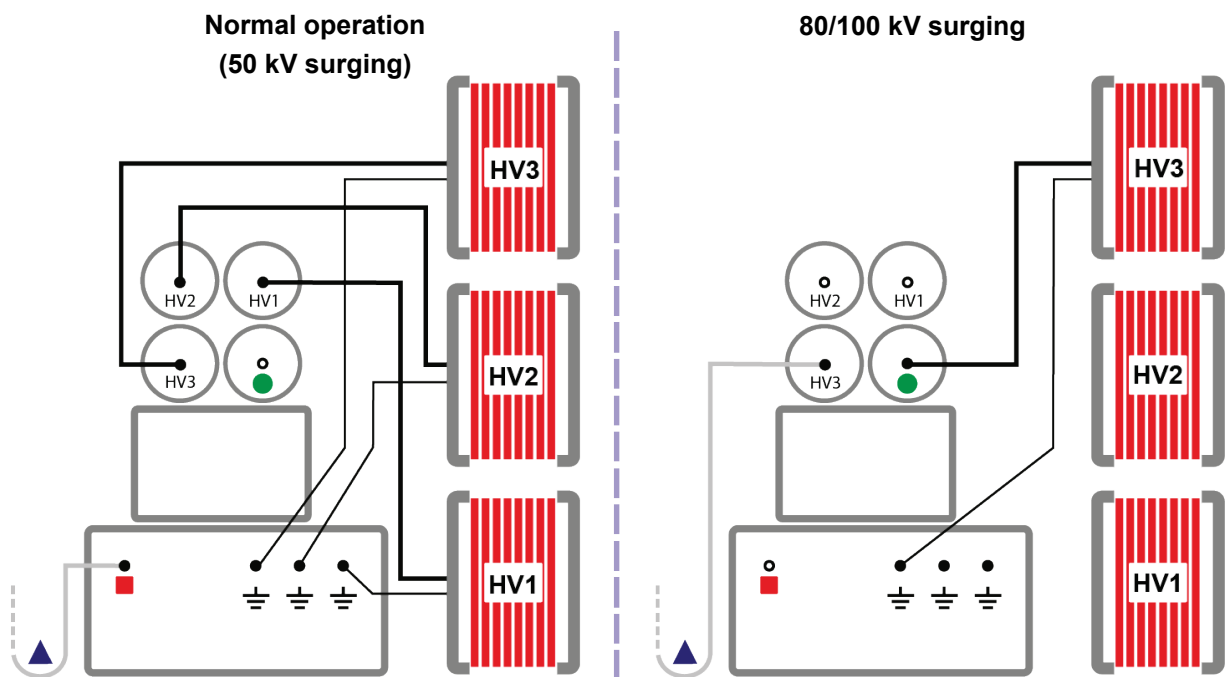 Normal operation
(50 kV surging)
HV3
HV2
HV1
HV3
HV2
HV1
80/100 kV surging
HV3
HV2
HV1
HV3
HV2
HV1